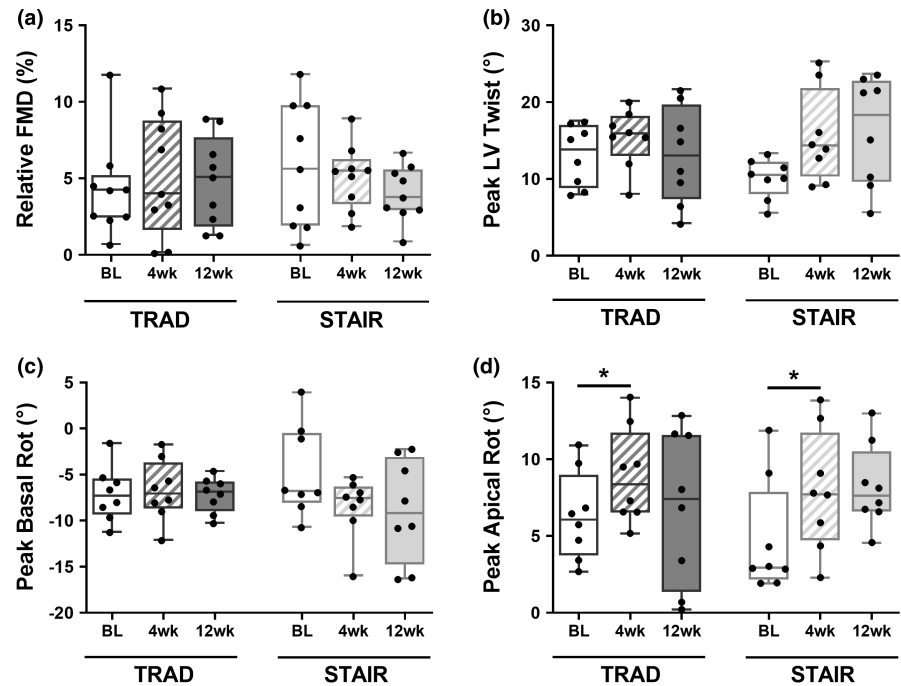 (a)
Relative FMD (%)
15
10
5
0
BL 4wk 12wk BL 4wk 12wk
TRAD STAIR
(b)
Peak LV Twist (°)
30
20
10
0
BL 4wk 12wk BL 4wk 12wk
TRAD STAIR
(c)
Peak Basal Rot (°)
5
0
-5
-10
-15
-20
BL 4wk 12wk BL 4wk 12wk
TRAD STAIR
(d)
Peak Apical Rot (°)
15
10
5
0
* *
BL 4wk 12wk BL 4wk 12wk
TRAD STAIR